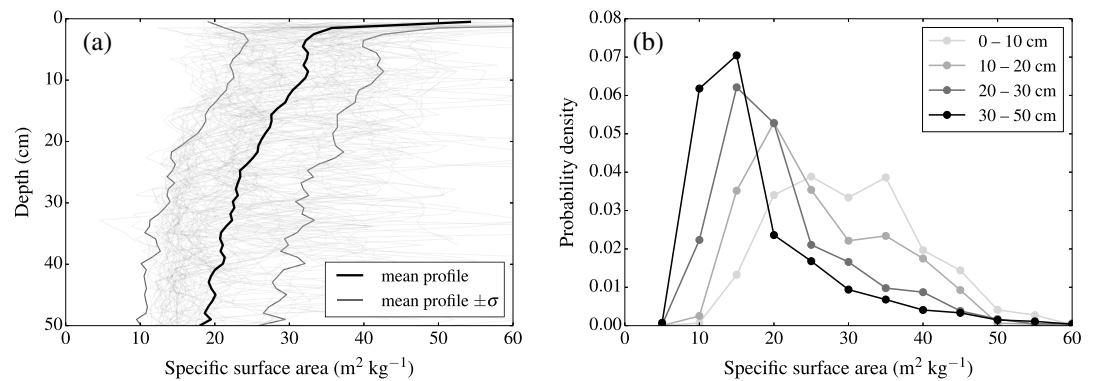 (a)
0
10
20
30
40
50
Depth (cm)
mean profile
mean profile ±σ
0 10 20 30 40 50 60
Specific surface area (m² kg⁻¹)
(b)
0.08
0.07
0.06
0.05
0.04
0.03
0.02
0.01
0.00
Probability density
0 – 10 cm
10 – 20 cm
20 – 30 cm
30 – 50 cm
0 10 20 30 40 50 60
Specific surface area (m² kg⁻¹)